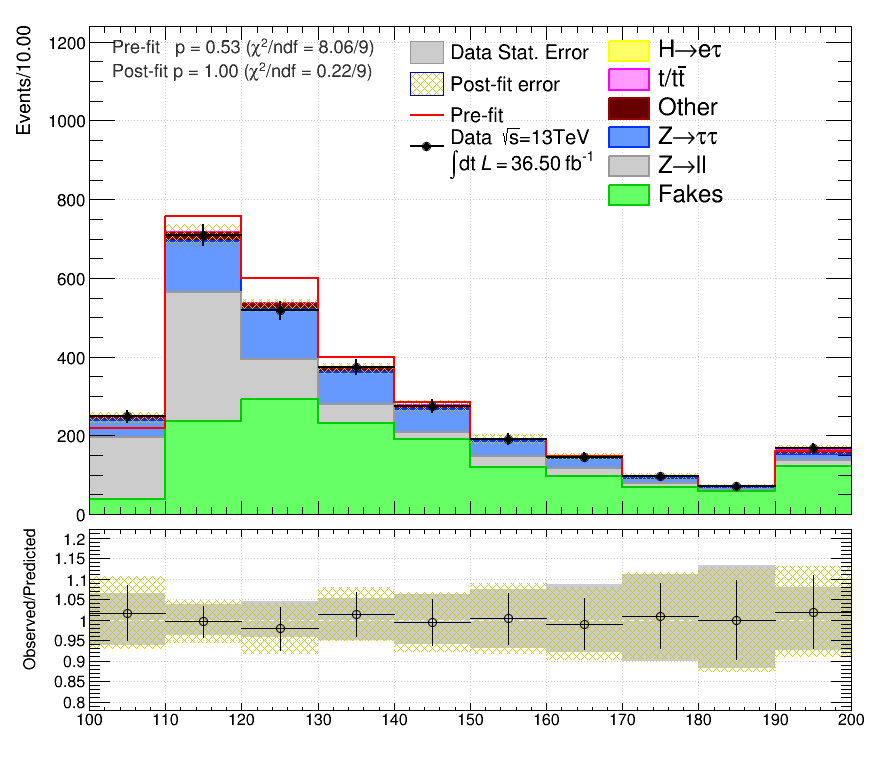 Events/10.00
1200
1000
800
600
400
200
0
Pre-fit p = 0.53 (χ²/ndf = 8.06/9)
Post-fit p = 1.00 (χ²/ndf = 0.22/9)
Data Stat. Error
Post-fit error
Pre-fit
Data √s=13TeV
∫dt L = 36.50 fb⁻¹
H→eτ
t/tt̄
Other
Z→ττ
Z→ll
Fakes
Observed/Predicted
1.2
1.15
1.1
1.05
1
0.95
0.9
0.85
0.8
100 110 120 130 140 150 160 170 180 190 200